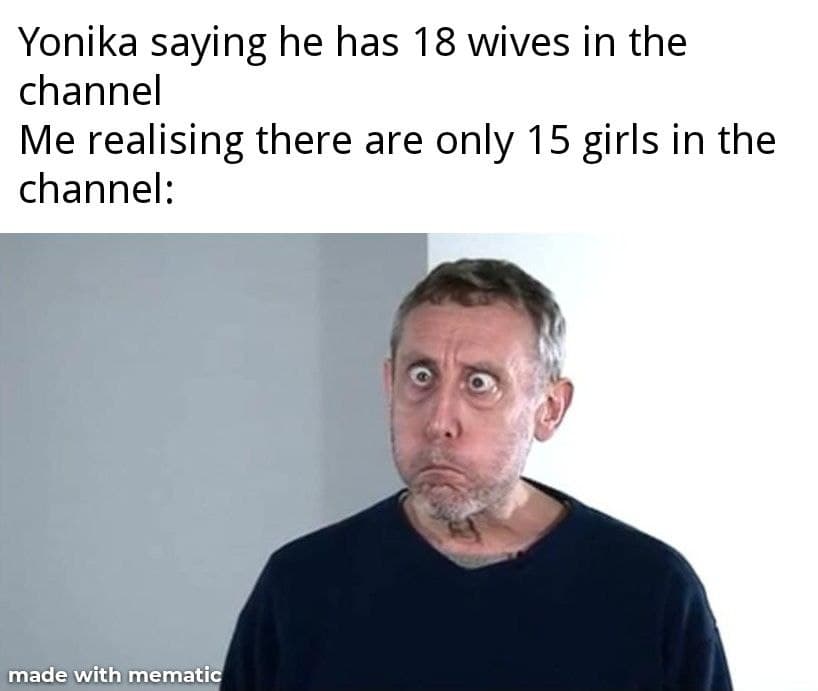 Yonika saying he has 18 wives in the
channel
Me realising there are only 15 girls in the
channel:
made with mematic